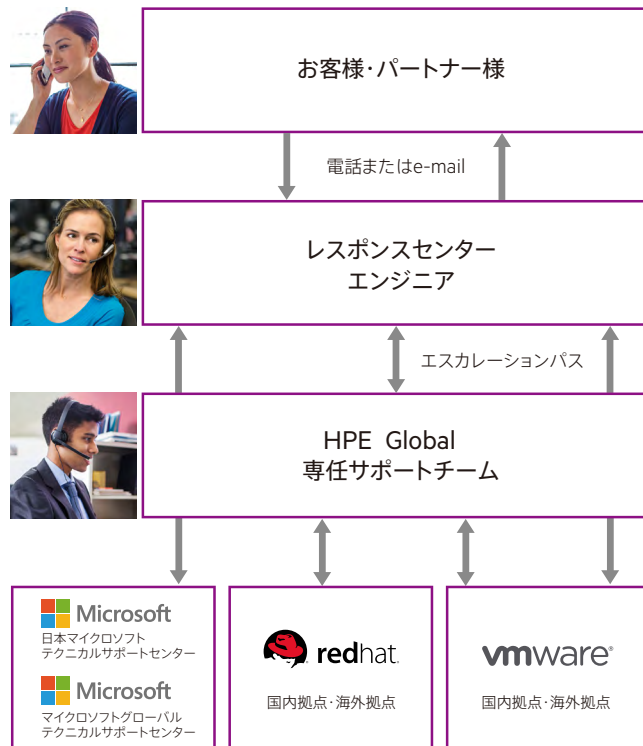 お客様・パートナー様
電話またはe-mail
レスポンスセンター
エンジニア
エスカレーションパス
HPE Global
専任サポートチーム
Microsoft
日本マイクロソフト
テクニカルサポートセンター
Microsoft
マイクロソフトグローバル
テクニカルサポートセンター
redhat.
国内拠点・海外拠点
vmware®
国内拠点・海外拠点